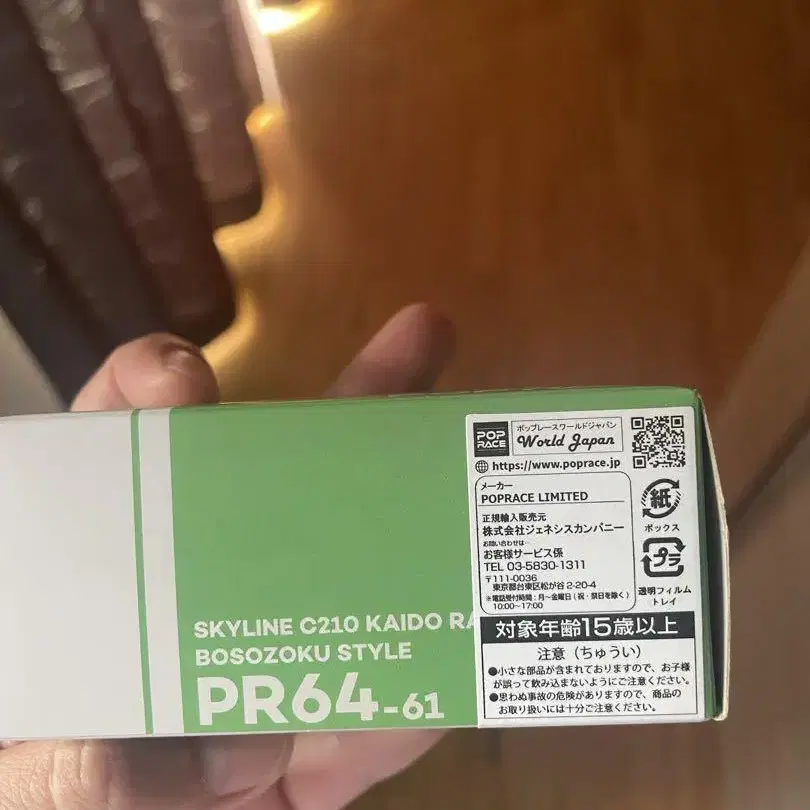 SKYLINE C210 KAIDO
BOSOZOKU STYLE
PR64-61
POP
RACE
ポップレースワールドジャパン
World Japan
https://www.poprace.jp
メーカー
POPRACE LIMITED
正規輸入販売元
株式会社ジェネシスカンパニー
お問い合わせは…
お客様サービス係
TEL 03-5830-1311
〒111-0036
東京都台東区松が谷 2-20-4
※電話受付時間:月~金曜日(祝・祭日を除く)
10:00~17:00
紙
ボックス
プラ
透明フィルム
トレイ
対象年齢15歳以上
注意(ちゅうい)
●小さな部品が含まれておりますので、お子様
が誤って飲み込まないようにご注意ください。
●思わぬ事故の危険がありますので、商品の
お取り扱いには十分ご注意ください。